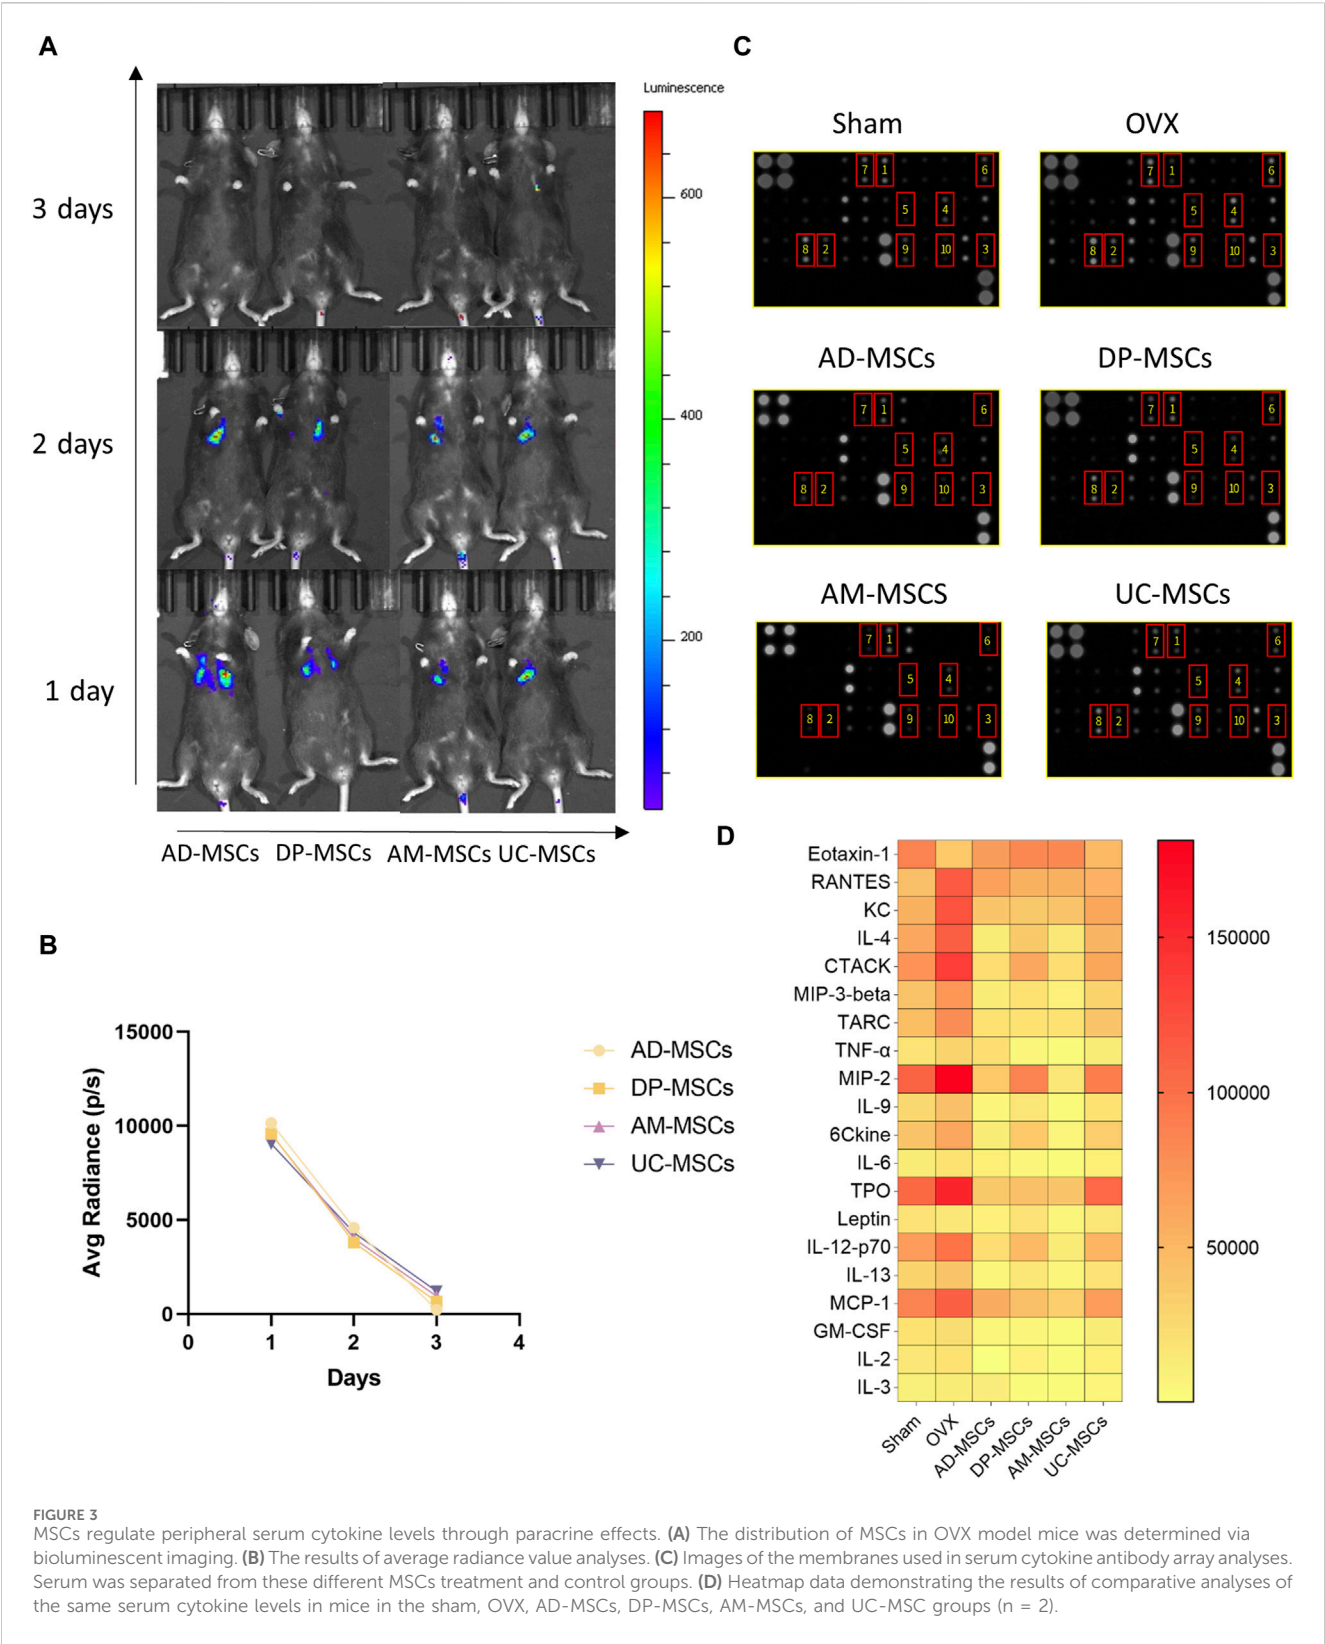 A
3 days
2 days
1 day
AD-MSCs DP-MSCs AM-MSCs UC-MSCs
Luminescence
600
400
200
B
15000
10000
5000
0
0 1 2 3 4
Avg Radiance (p/s)
Days
AD-MSCs
DP-MSCs
AM-MSCs
UC-MSCs
C
Sham
7 1 6
5 4
8 2 9 10 3
OVX
7 1 6
5 4
8 2 9 10 3
AD-MSCs
7 1 6
5 4
8 2 9 10 3
DP-MSCs
7 1 6
5 4
8 2 9 10 3
AM-MSCS
7 1 6
5 4
8 2 9 10 3
UC-MSCs
7 1 6
5 4
8 2 9 10 3
D
Eotaxin-1
RANTES
KC
IL-4
CTACK
MIP-3-beta
TARC
TNF-α
MIP-2
IL-9
6Ckine
IL-6
TPO
Leptin
IL-12-p70
IL-13
MCP-1
GM-CSF
IL-2
IL-3
Sham OVX AD-MSCs DP-MSCs AM-MSCs UC-MSCs
150000
100000
50000
FIGURE 3
MSCs regulate peripheral serum cytokine levels through paracrine effects. (A) The distribution of MSCs in OVX model mice was determined via
bioluminescent imaging. (B) The results of average radiance value analyses. (C) Images of the membranes used in serum cytokine antibody array analyses.
Serum was separated from these different MSCs treatment and control groups. (D) Heatmap data demonstrating the results of comparative analyses of
the same serum cytokine levels in mice in the sham, OVX, AD-MSCs, DP-MSCs, AM-MSCs, and UC-MSC groups (n = 2).